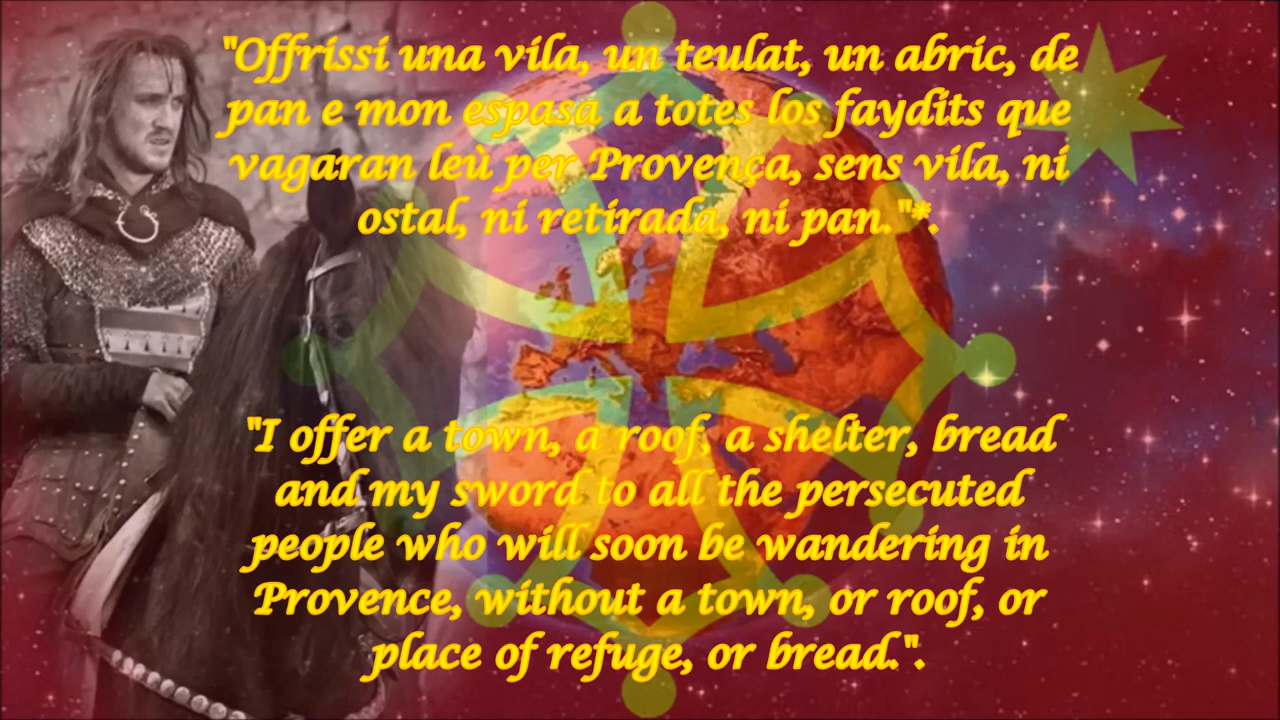 "Offrissi una vila, un teulat, un abric, de
pan e mon espasa a totes los faydits que
vagaran leù per Provença, sens vila, ni
ostal, ni retirada, ni pan."*.
"I offer a town, a roof, a shelter, bread
and my sword to all the persecuted
people who will soon be wandering in
Provence, without a town, or roof, or
place of refuge, or bread.".